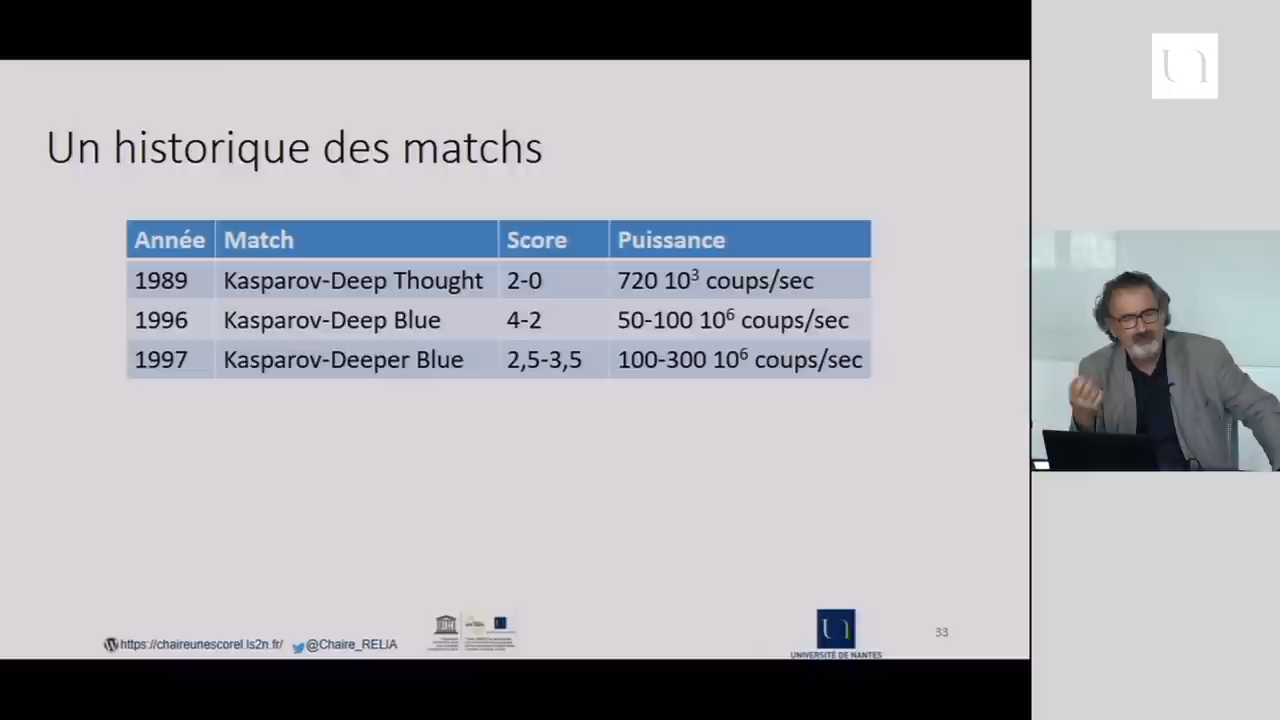 Un historique des matchs
Année Match Score Puissance
1989 Kasparov-Deep Thought 2-0 720 10³ coups/sec
1996 Kasparov-Deep Blue 4-2 50-100 10⁶ coups/sec
1997 Kasparov-Deeper Blue 2,5-3,5 100-300 10⁶ coups/sec
https://chaireunescorel.ls2n.fr/ @Chaire_RELIA
UNIVERSITÉ DE NANTES
33